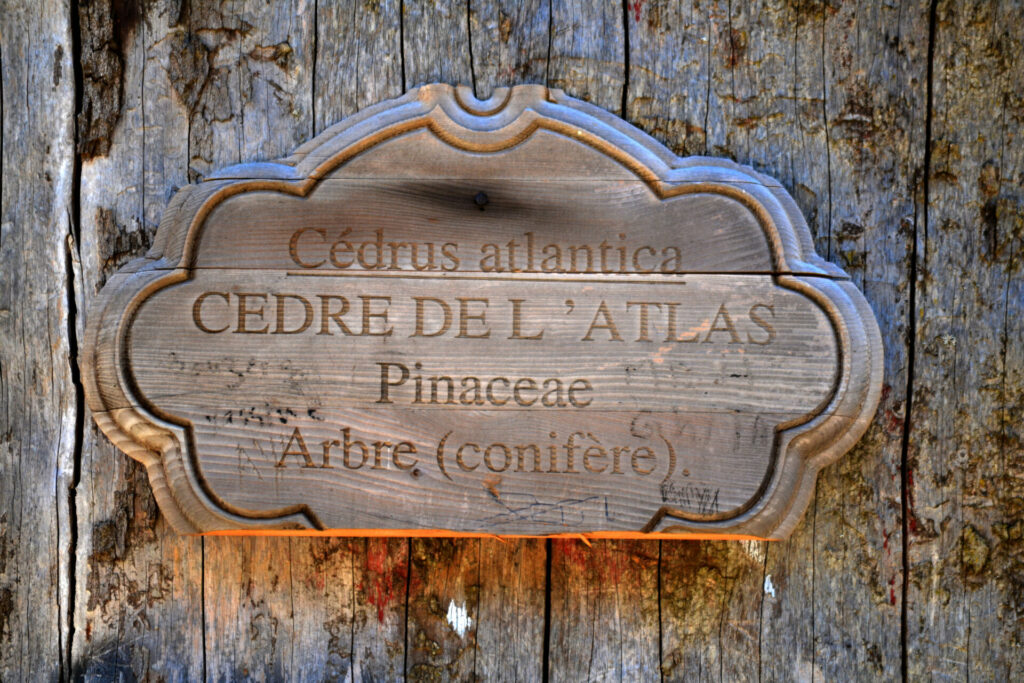 Cédrus atlantica
CEDRE DE L 'ATLAS
Pinaceae
Arbre (conifère).